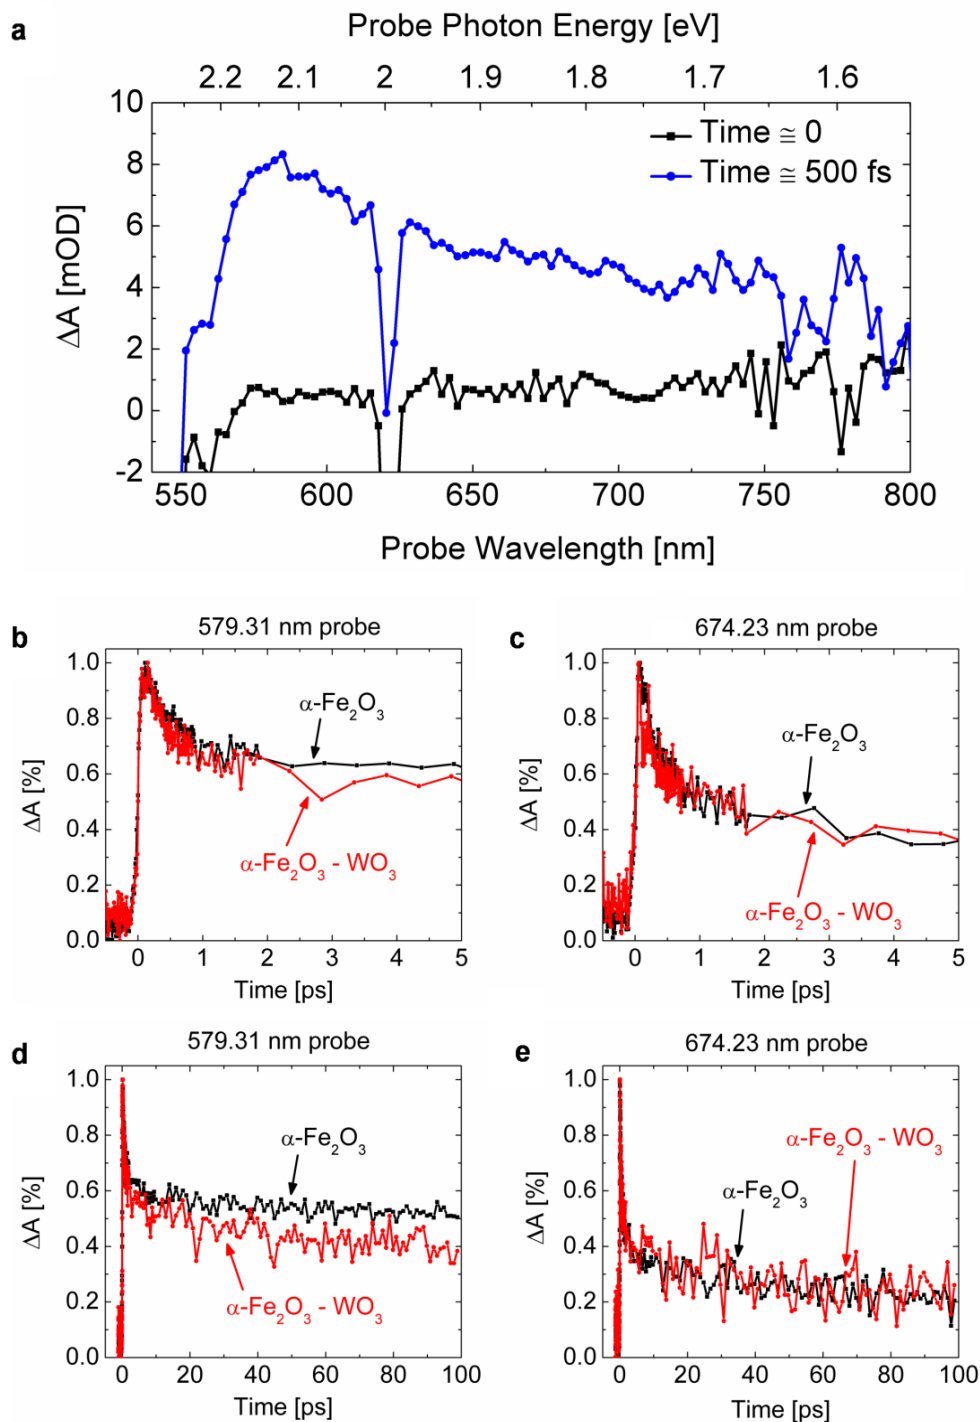 a
Probe Photon Energy [eV]
2.2 2.1 2 1.9 1.8 1.7 1.6
10
8
6
4
2
0
-2
ΔA [mOD]
Time ≅ 0
Time ≅ 500 fs
550 600 650 700 750 800
Probe Wavelength [nm]
b
579.31 nm probe
1.0
0.8
0.6
0.4
0.2
0.0
ΔA [%]
α-Fe2O3
α-Fe2O3 - WO3
0 1 2 3 4 5
Time [ps]
c
674.23 nm probe
1.0
0.8
0.6
0.4
0.2
0.0
ΔA [%]
α-Fe2O3
α-Fe2O3 - WO3
0 1 2 3 4 5
Time [ps]
d
579.31 nm probe
1.0
0.8
0.6
0.4
0.2
0.0
ΔA [%]
α-Fe2O3
α-Fe2O3 - WO3
0 20 40 60 80 100
Time [ps]
e
674.23 nm probe
1.0
0.8
0.6
0.4
0.2
0.0
ΔA [%]
α-Fe2O3 - WO3
α-Fe2O3
0 20 40 60 80 100
Time [ps]